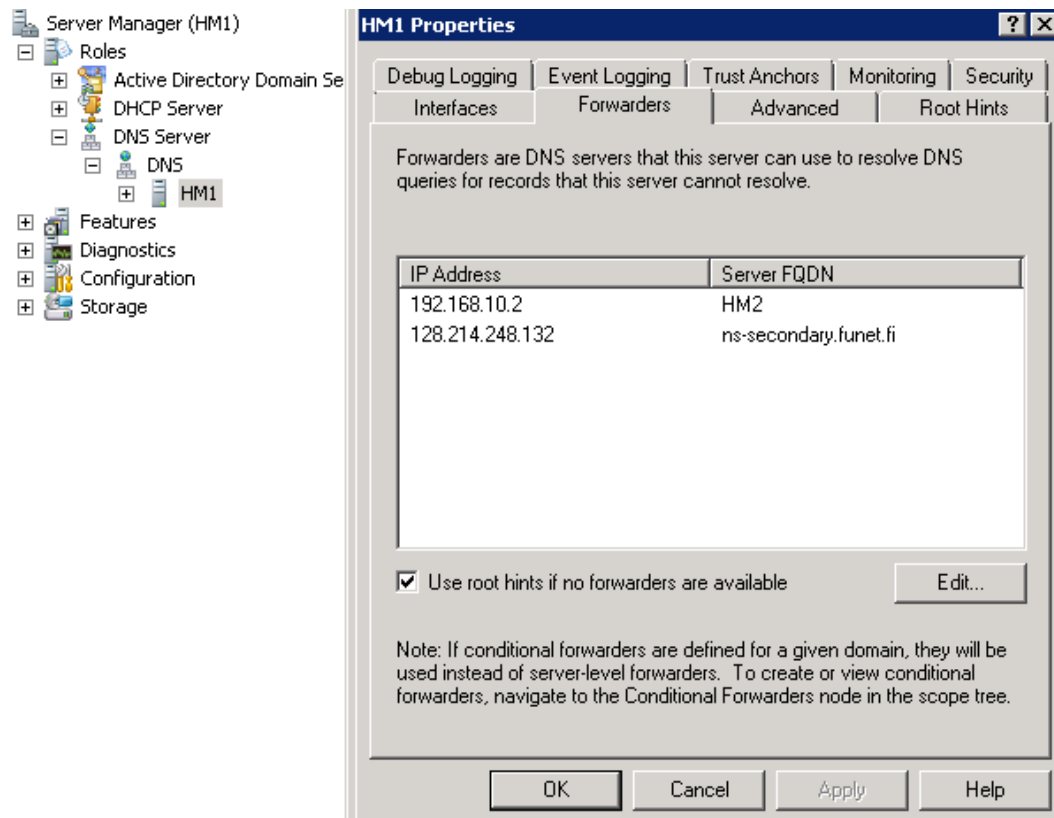 Server Manager (HM1)
Roles
Active Directory Domain Se
DHCP Server
DNS Server
DNS
HM1
Features
Diagnostics
Configuration
Storage
HM1 Properties
Debug Logging Event Logging Trust Anchors Monitoring Security
Interfaces Forwarders Advanced Root Hints
Forwarders are DNS servers that this server can use to resolve DNS
queries for records that this server cannot resolve.
IP Address Server FQDN
192.168.10.2 HM2
128.214.248.132 ns-secondary.funet.fi
Use root hints if no forwarders are available Edit...
Note: If conditional forwarders are defined for a given domain, they will be
used instead of server-level forwarders. To create or view conditional
forwarders, navigate to the Conditional Forwarders node in the scope tree.
OK Cancel Apply Help